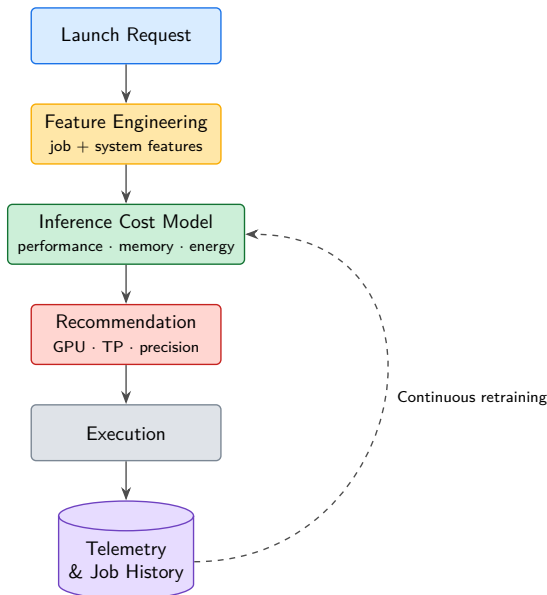 Launch Request
Feature Engineering
job + system features
Inference Cost Model
performance · memory · energy
Recommendation
GPU · TP · precision
Continuous retraining
Execution
Telemetry
& Job History